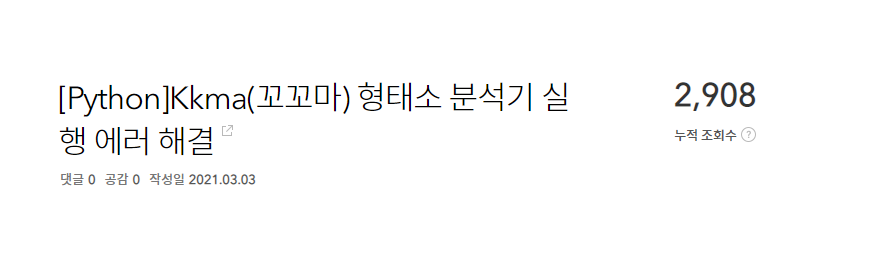 [Python]Kkma(꼬꼬마) 형태소 분석기 실
행 에러 해결
댓글 0 공감 0 작성일 2021.03.03
2,908
누적 조회수 ?